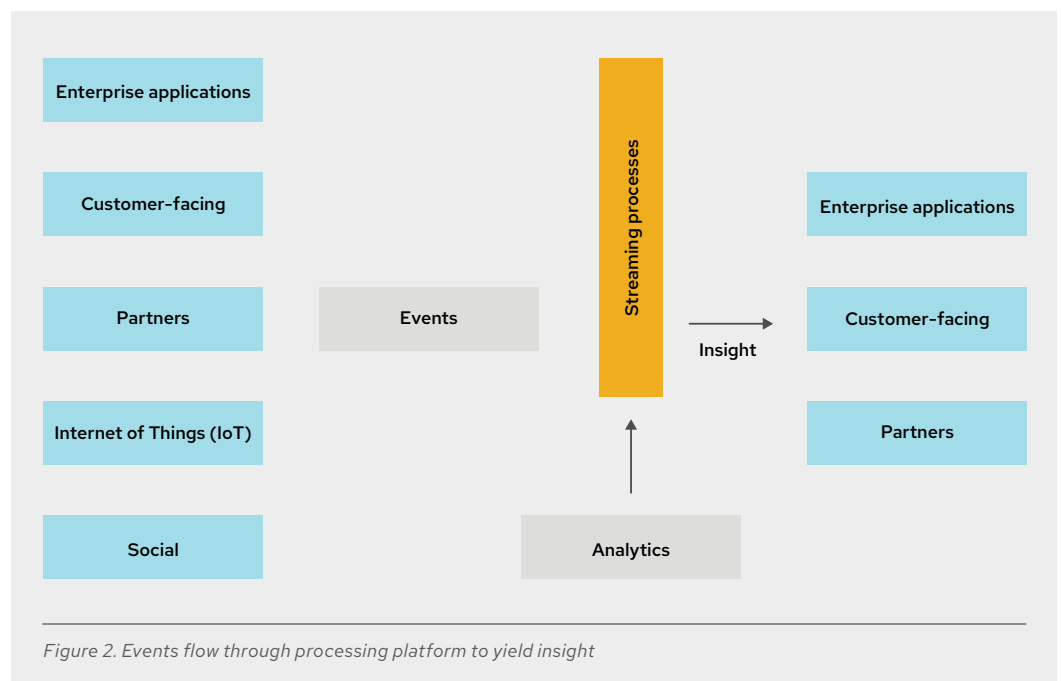 Enterprise applications
Customer-facing
Partners
Internet of Things (IoT)
Social
Events
Streaming processes
Analytics
Insight
Enterprise applications
Customer-facing
Partners
Figure 2. Events flow through processing platform to yield insight